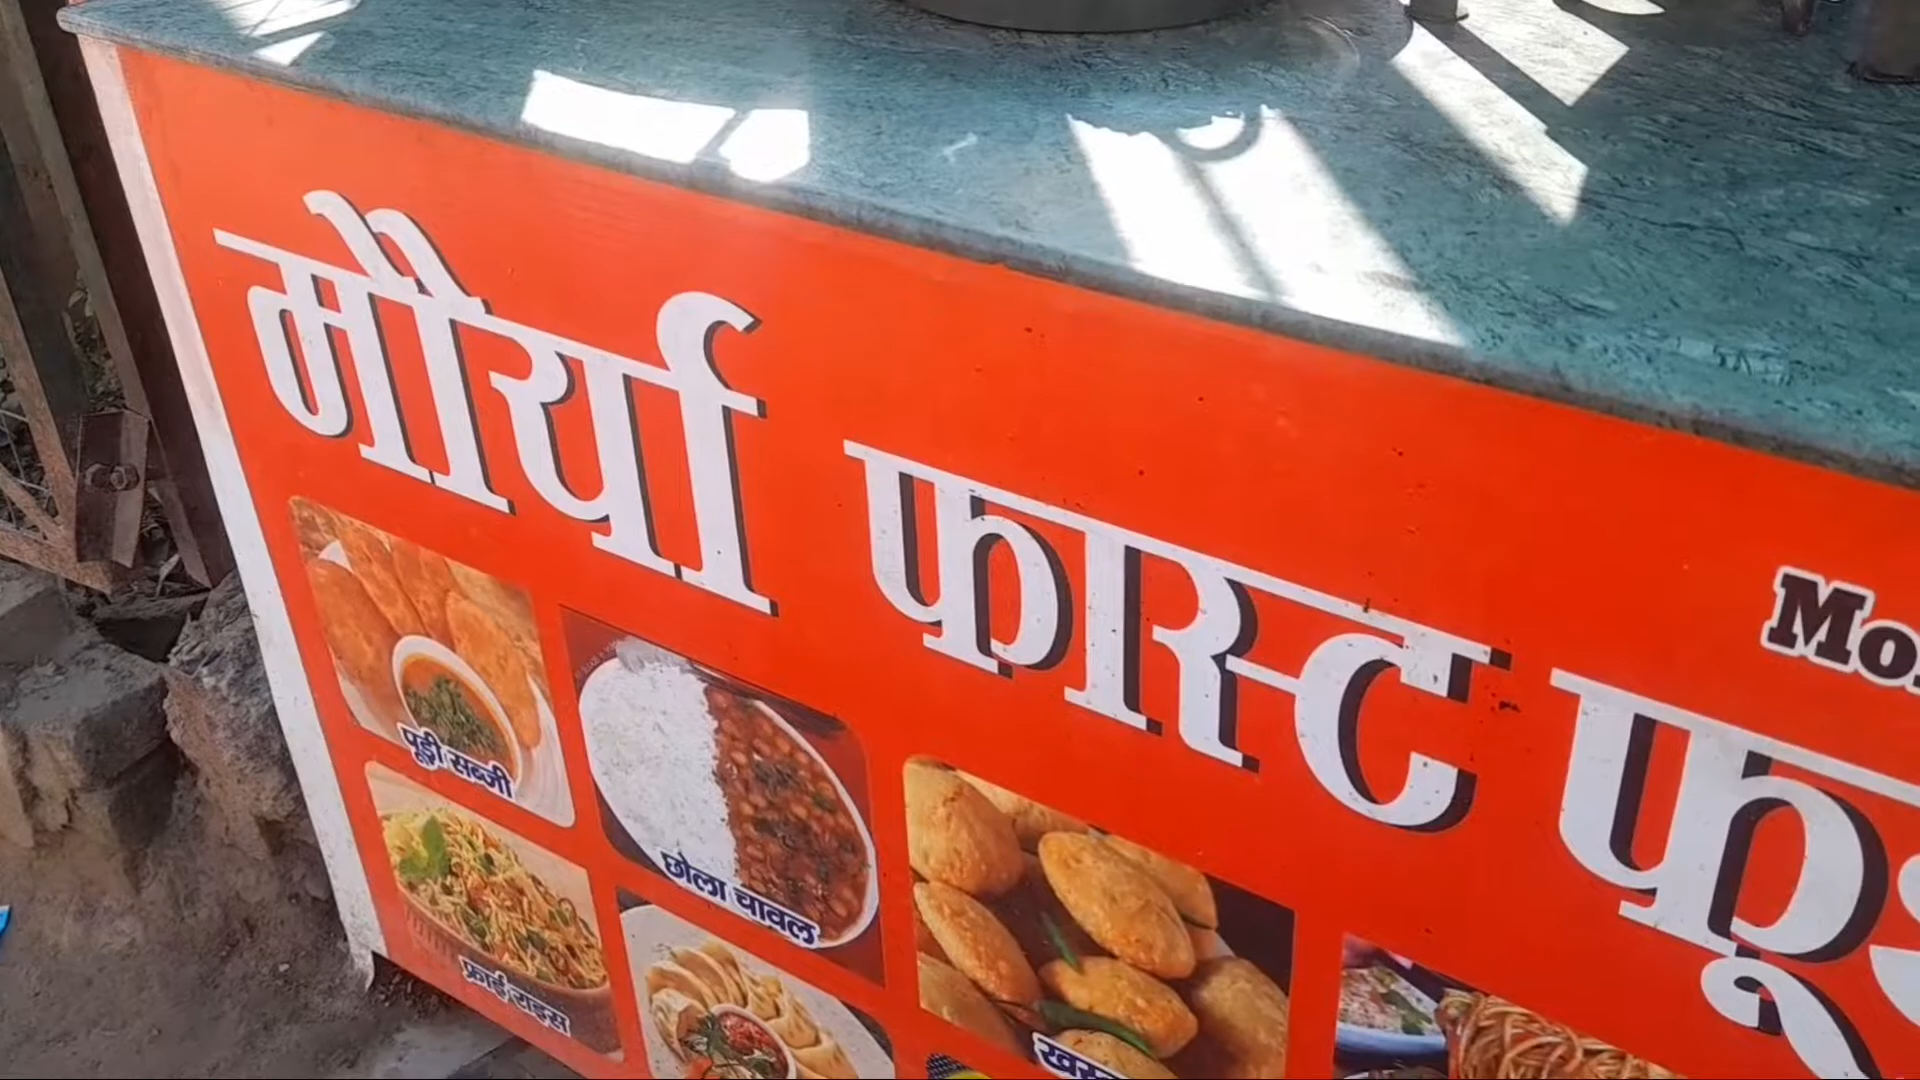 मौर्या फास्ट
पूड़ी सब्जी
छोला चावल
फ्राई राइस